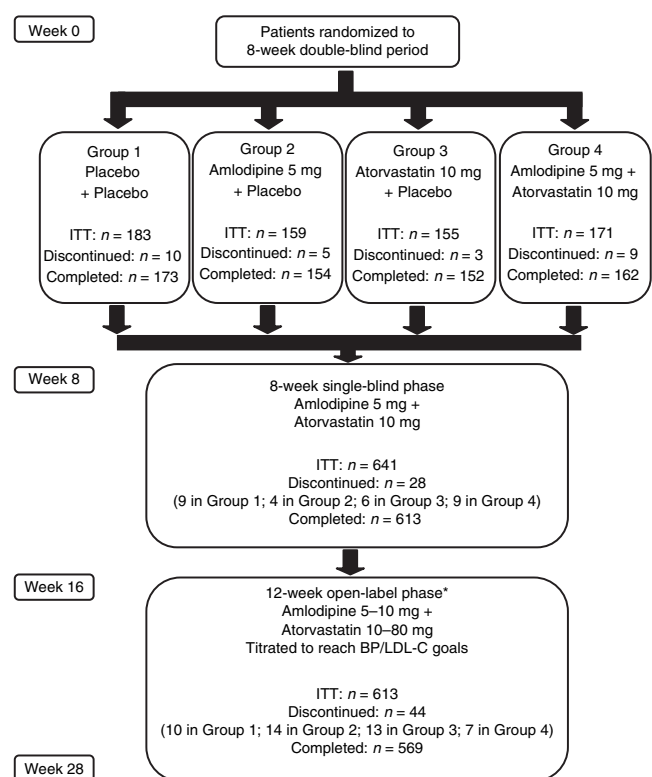 Week 0
Patients randomized to
8-week double-blind period
Group 1
Placebo
+ Placebo
ITT: n = 183
Discontinued: n = 10
Completed: n = 173
Group 2
Amlodipine 5 mg
+ Placebo
ITT: n = 159
Discontinued: n = 5
Completed: n = 154
Group 3
Atorvastatin 10 mg
+ Placebo
ITT: n = 155
Discontinued: n = 3
Completed: n = 152
Group 4
Amlodipine 5 mg +
Atorvastatin 10 mg
ITT: n = 171
Discontinued: n = 9
Completed: n = 162
Week 8
8-week single-blind phase
Amlodipine 5 mg +
Atorvastatin 10 mg
ITT: n = 641
Discontinued: n = 28
(9 in Group 1; 4 in Group 2; 6 in Group 3; 9 in Group 4)
Completed: n = 613
Week 16
12-week open-label phase*
Amlodipine 5–10 mg +
Atorvastatin 10–80 mg
Titrated to reach BP/LDL-C goals
ITT: n = 613
Discontinued: n = 44
(10 in Group 1; 14 in Group 2; 13 in Group 3; 7 in Group 4)
Completed: n = 569
Week 28